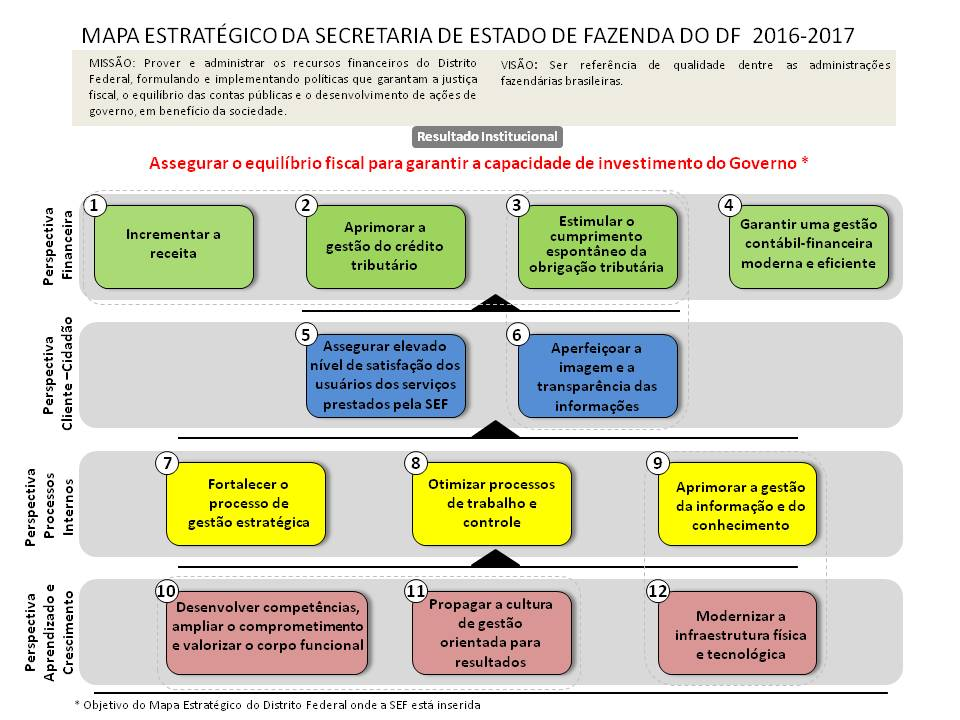 MAPA ESTRATÉGICO DA SECRETARIA DE ESTADO DE FAZENDA DO DF 2016-2017
MISSÃO: Prover e administrar os recursos financeiros do Distrito
Federal, formulando e implementando políticas que garantam a justiça
fiscal, o equilíbrio das contas públicas e o desenvolvimento de ações de
governo, em benefício da sociedade.
VISÃO: Ser referência de qualidade dentre as administrações
fazendárias brasileiras.
Resultado Institucional
Assegurar o equilíbrio fiscal para garantir a capacidade de investimento do Governo *
Perspectiva
Financeira
1
Incrementar a
receita
2
Aprimorar a
gestão do crédito
tributário
3
Estimular o
cumprimento
espontâneo da
obrigação tributária
4
Garantir uma gestão
contábil-financeira
moderna e eficiente
Perspectiva
Cliente –Cidadão
5
Assegurar elevado
nível de satisfação dos
usuários dos serviços
prestados pela SEF
6
Aperfeiçoar a
imagem e a
transparência das
informações
Perspectiva
Processos
Internos
7
Fortalecer o
processo de
gestão estratégica
8
Otimizar processos
de trabalho e
controle
9
Aprimorar a gestão
da informação e do
conhecimento
Perspectiva
Aprendizado e
Crescimento
10
Desenvolver competências,
ampliar o comprometimento
e valorizar o corpo funcional
11
Propagar a cultura
de gestão
orientada para
resultados
12
Modernizar a
infraestrutura física
e tecnológica
* Objetivo do Mapa Estratégico do Distrito Federal onde a SEF está inserida